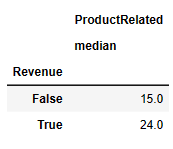 ProductRelated
median
Revenue
False 15.0
True 24.0